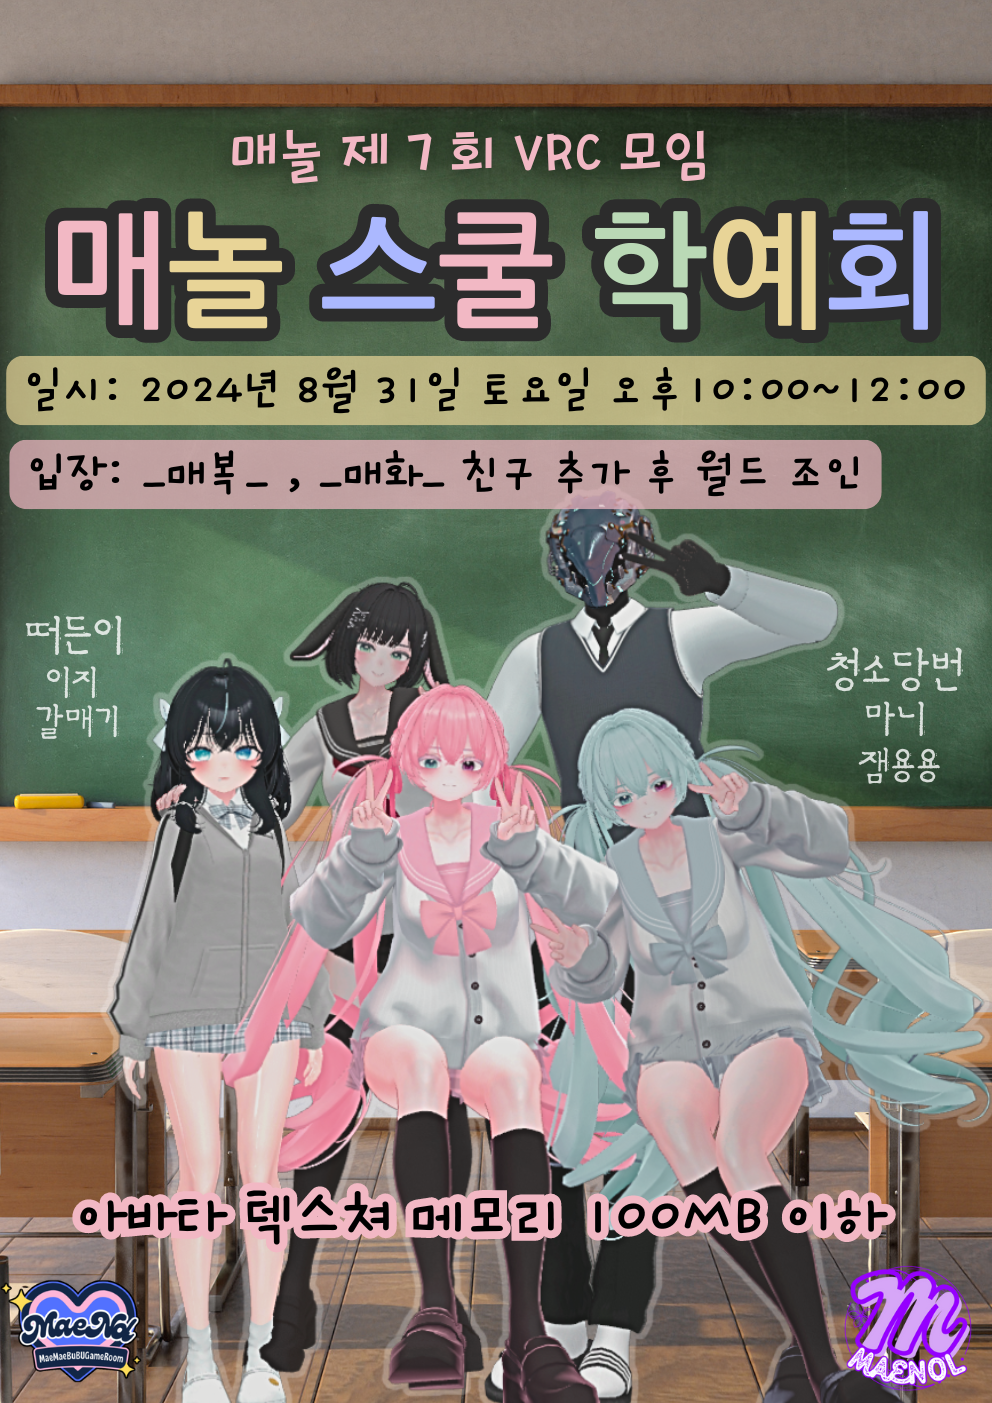 매놀 제 7회 VRC 모임
매놀 스쿨 학예회
일시: 2024년 8월 31일 토요일 오후10:00~12:00
입장: _매복_ , _매화_ 친구 추가 후 월드 조인
떠든이
이지
갈매기
청소당번
마니
잼용용
아바타 텍스쳐 메모리 100MB 이하
MaeNol
MaeMaeBuBUGameRoom
M
MAENOL